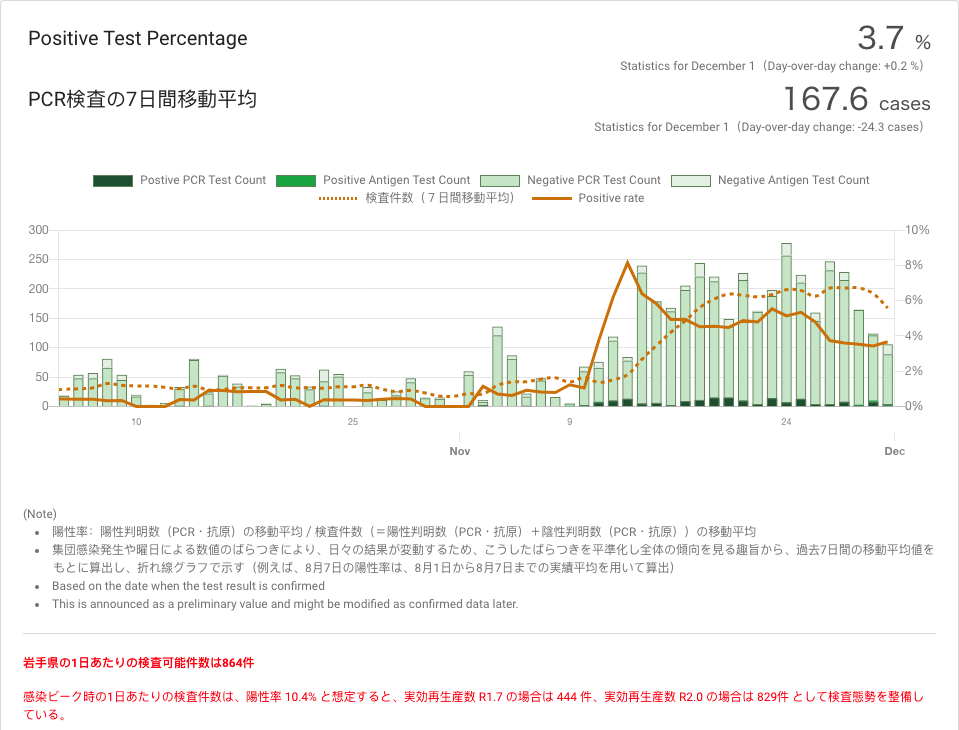 Positive Test Percentage
3.7 %
Statistics for December 1（Day-over-day change: +0.2 %）
PCR検査の7日間移動平均
167.6 cases
Statistics for December 1（Day-over-day change: -24.3 cases）
Postive PCR Test Count Positive Antigen Test Count Negative PCR Test Count Negative Antigen Test Count
検査件数（７日間移動平均） Positive rate
300 10%
250 8%
200 6%
150 4%
100 2%
50 0%
0
10 25 9 24
Nov Dec
(Note)
陽性率：陽性判明数（PCR・抗原）の移動平均 / 検査件数（＝陽性判明数（PCR・抗原）＋陰性判明数（PCR・抗原））の移動平均
集団感染発生や曜日による数値のばらつきにより、日々の結果が変動するため、こうしたばらつきを平準化し全体の傾向を見る趣旨から、過去7日間の移動平均値を
もとに算出し、折れ線グラフで示す（例えば、8月7日の陽性率は、8月1日から8月7日までの実績平均を用いて算出）
Based on the date when the test result is confirmed
This is announced as a preliminary value and might be modified as confirmed data later.
岩手県の1日あたりの検査可能件数は864件
感染ピーク時の1日あたりの検査件数は、陽性率 10.4% と想定すると、実効再生産数 R1.7 の場合は 444 件、実効再生産数 R2.0 の場合は 829件 として検査態勢を整備し
ている。